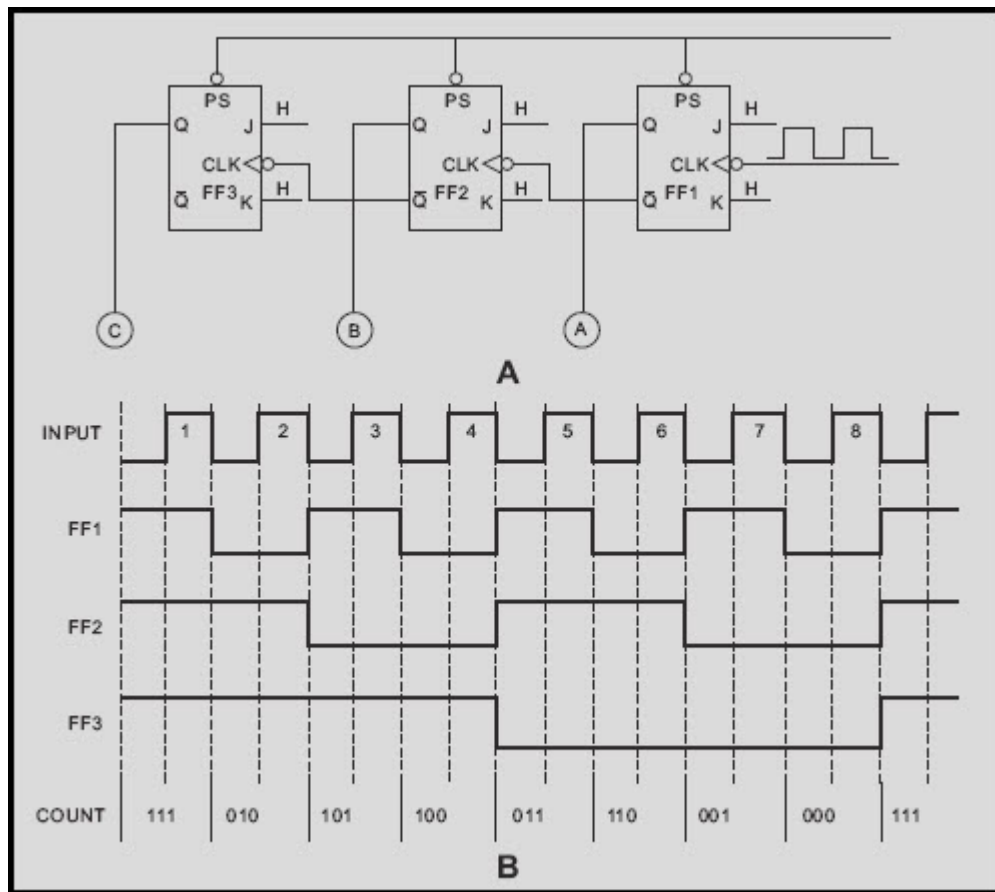 PS PS PS
H H H
Q J Q J Q J
CLK CLK CLK
FF3 FF2 FF1
H H H
Q̄ K Q̄ K Q̄ K
C B A
A
INPUT 1 2 3 4 5 6 7 8
FF1
FF2
FF3
COUNT 111 010 101 100 011 110 001 000 111
B